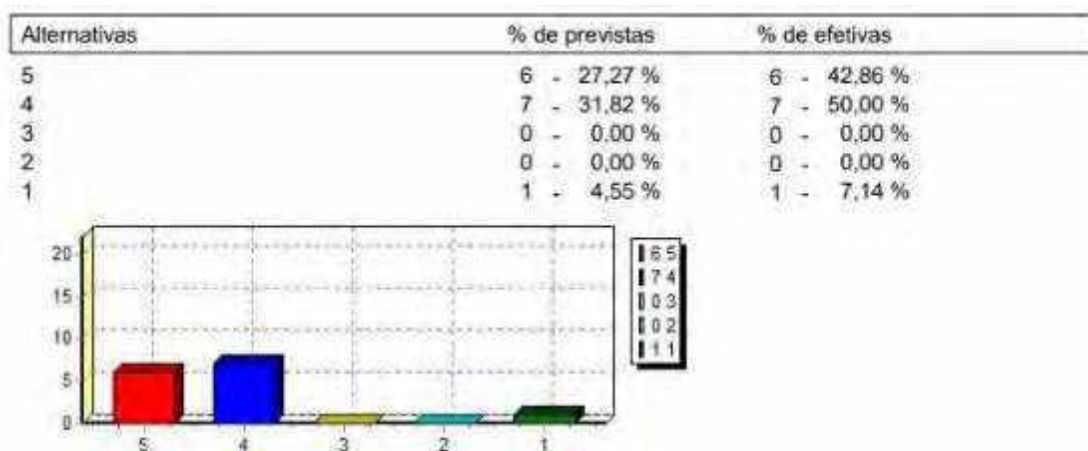 Alternativas % de previstas % de efetivas
5 6 - 27,27 % 6 - 42,86 %
4 7 - 31,82 % 7 - 50,00 %
3 0 - 0,00 % 0 - 0,00 %
2 0 - 0,00 % 0 - 0,00 %
1 1 - 4,55 % 1 - 7,14 %
20
15
10
5
0
5 4 3 2 1
6 5
7 4
0 3
0 2
1 1